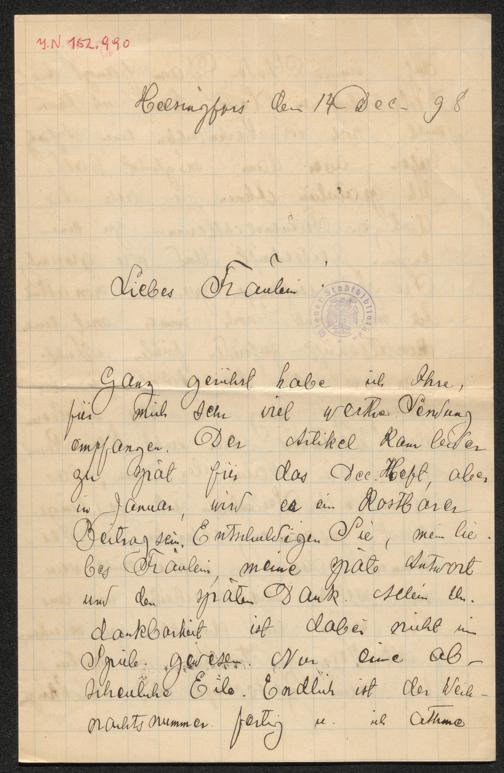 J.N. 152.990
Helsingfors den 14 Dec. 98
Liebes Fräulein!
Wiener Stadtbibliothek
Ganz gerührt habe ich Ihre,
für mich sehr viel werthe Sendung
empfangen. Der Artikel kam leider
zu spät für das Dec. Heft, aber
im Januar, wird es ein kostbarer
Beitrag sein. Entschuldigen Sie, mein lie-
bes Fräulein, meine späte Antwort
und den späten Dank. Allein Un-
dankbarkeit ist dabei nicht im
Spiele gewesen. Nur eine ab-
scheuliche Eile. Endlich ist der Weih-
nachtsnummer fertig u. ich athme